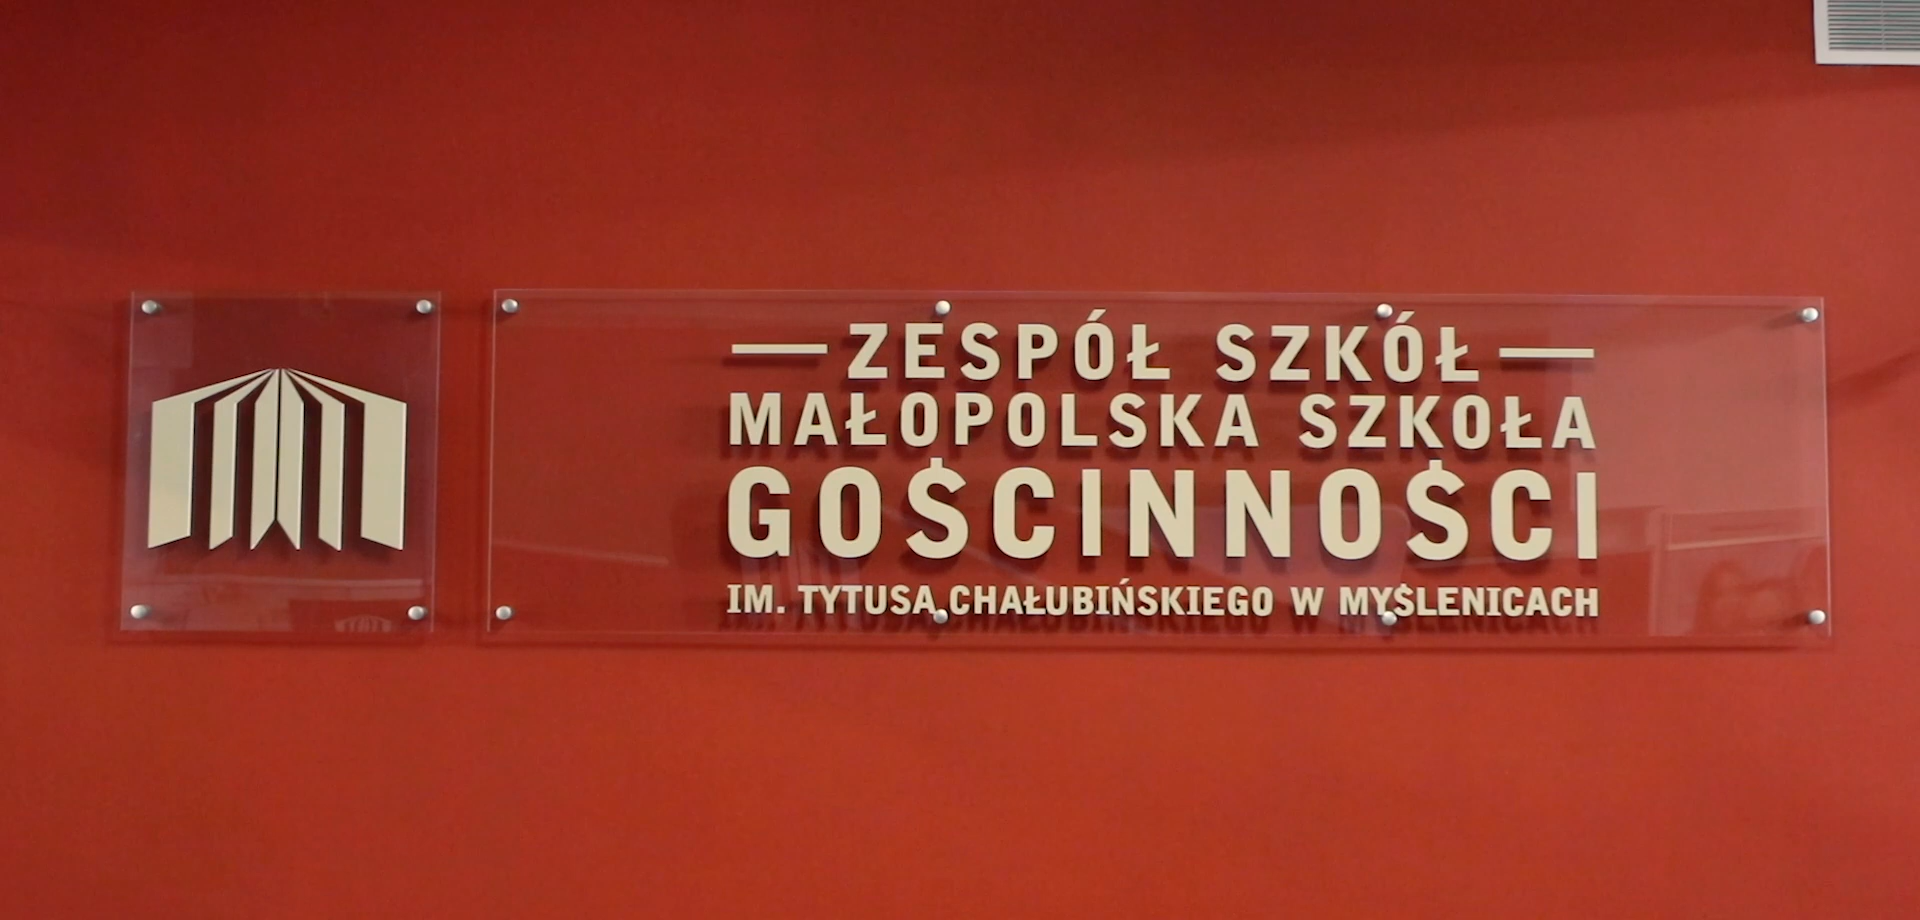 ZESPÓŁ SZKÓŁ
MAŁOPOLSKA SZKOŁA
GOŚCINNOŚCI
IM. TYTUSA CHAŁUBIŃSKIEGO W MYŚLENICACH